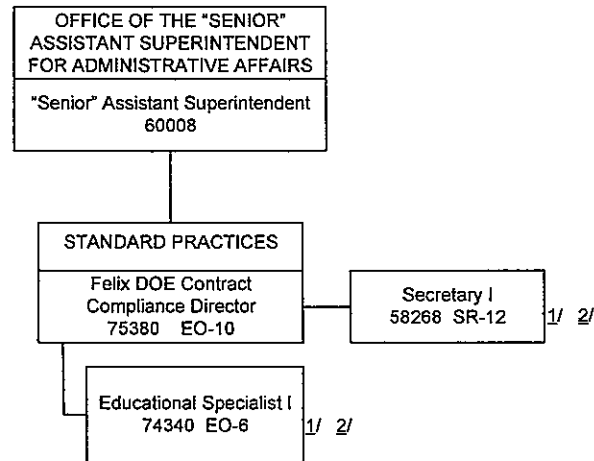 OFFICE OF THE "SENIOR"
ASSISTANT SUPERINTENDENT
FOR ADMINISTRATIVE AFFAIRS
"Senior" Assistant Superintendent
60008
STANDARD PRACTICES
Felix DOE Contract
Compliance Director
75380 EO-10
Secretary I
58268 SR-12
1/ 2/
Educational Specialist I
74340 EO-6
1/ 2/